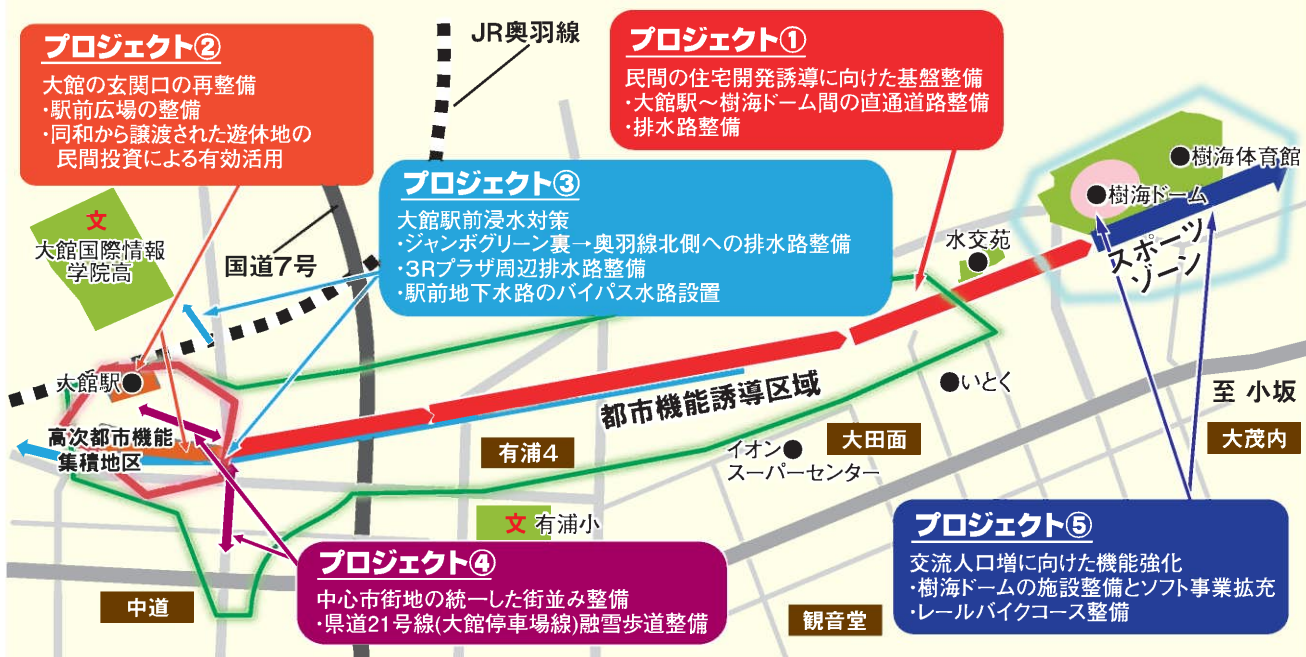 プロジェクト②
大館の玄関口の再整備
・駅前広場の整備
・同和から譲渡された遊休地の
民間投資による有効活用
JR奥羽線
プロジェクト①
民間の住宅開発誘導に向けた基盤整備
・大館駅～樹海ドーム間の直通道路整備
・排水路整備
プロジェクト③
大館駅前浸水対策
・ジャンボグリーン裏→奥羽線北側への排水路整備
・3Rプラザ周辺排水路整備
・駅前地下水路のバイパス水路設置
樹海体育館
樹海ドーム
スポーツ
ゾーン
水交苑
文
大館国際情報
学院高
国道7号
大館駅
高次都市機能
集積地区
都市機能誘導区域
いとく
至 小坂
有浦4
イオン
スーパーセンター
大田面
大茂内
文 有浦小
プロジェクト④
中心市街地の統一した街並み整備
・県道21号線(大館停車場線)融雪歩道整備
中道
観音堂
プロジェクト⑤
交流人口増に向けた機能強化
・樹海ドームの施設整備とソフト事業拡充
・レールバイクコース整備